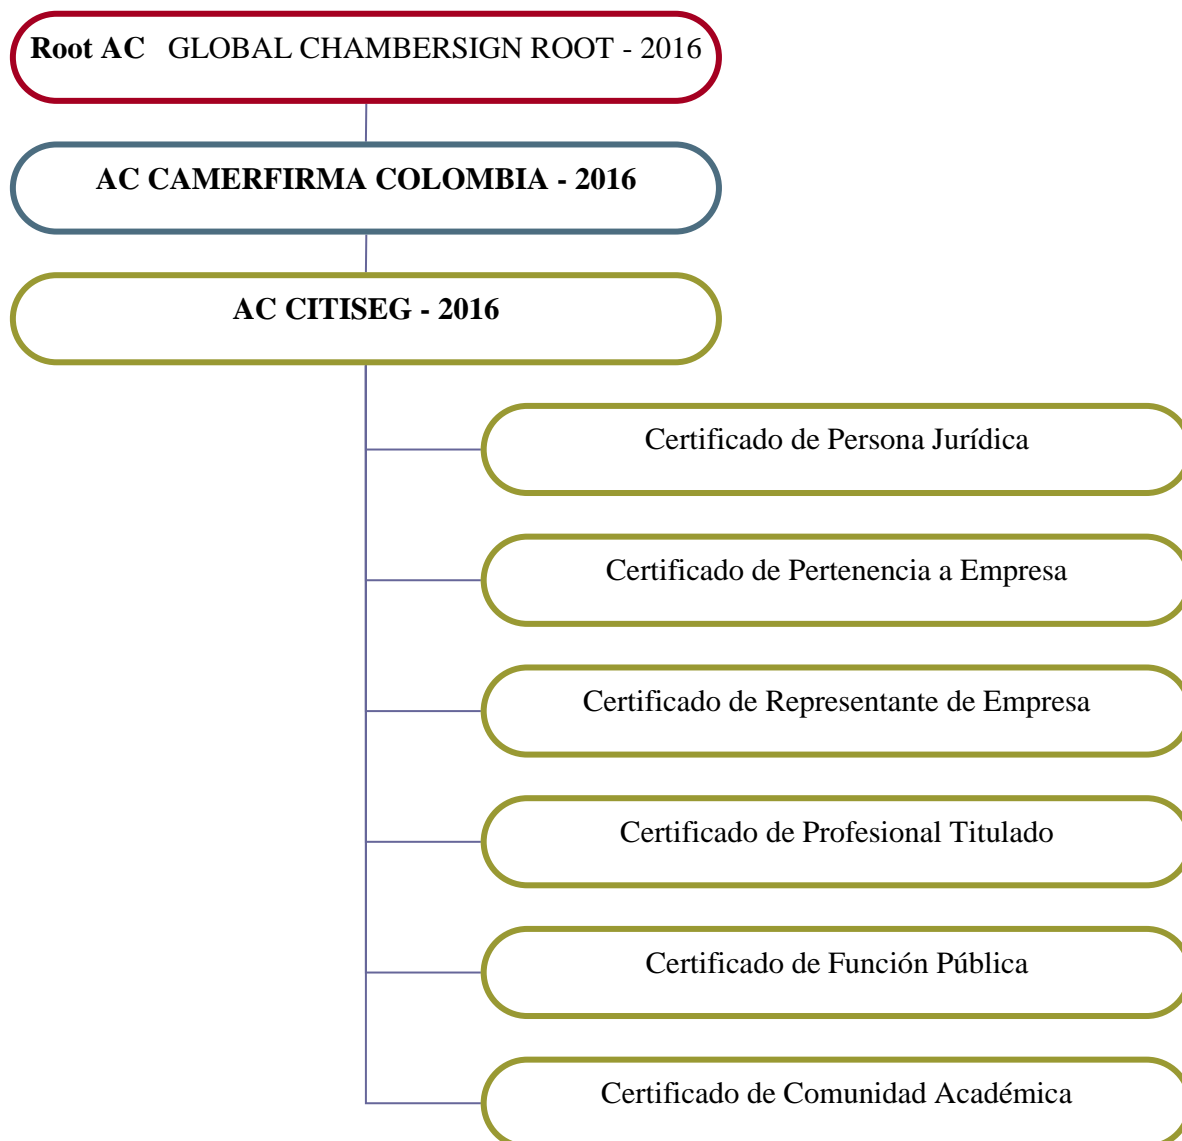 Root AC GLOBAL CHAMBERSIGN ROOT - 2016
AC CAMERFIRMA COLOMBIA - 2016
AC CITISEG - 2016
Certificado de Persona Jurídica
Certificado de Pertenencia a Empresa
Certificado de Representante de Empresa
Certificado de Profesional Titulado
Certificado de Función Pública
Certificado de Comunidad Académica